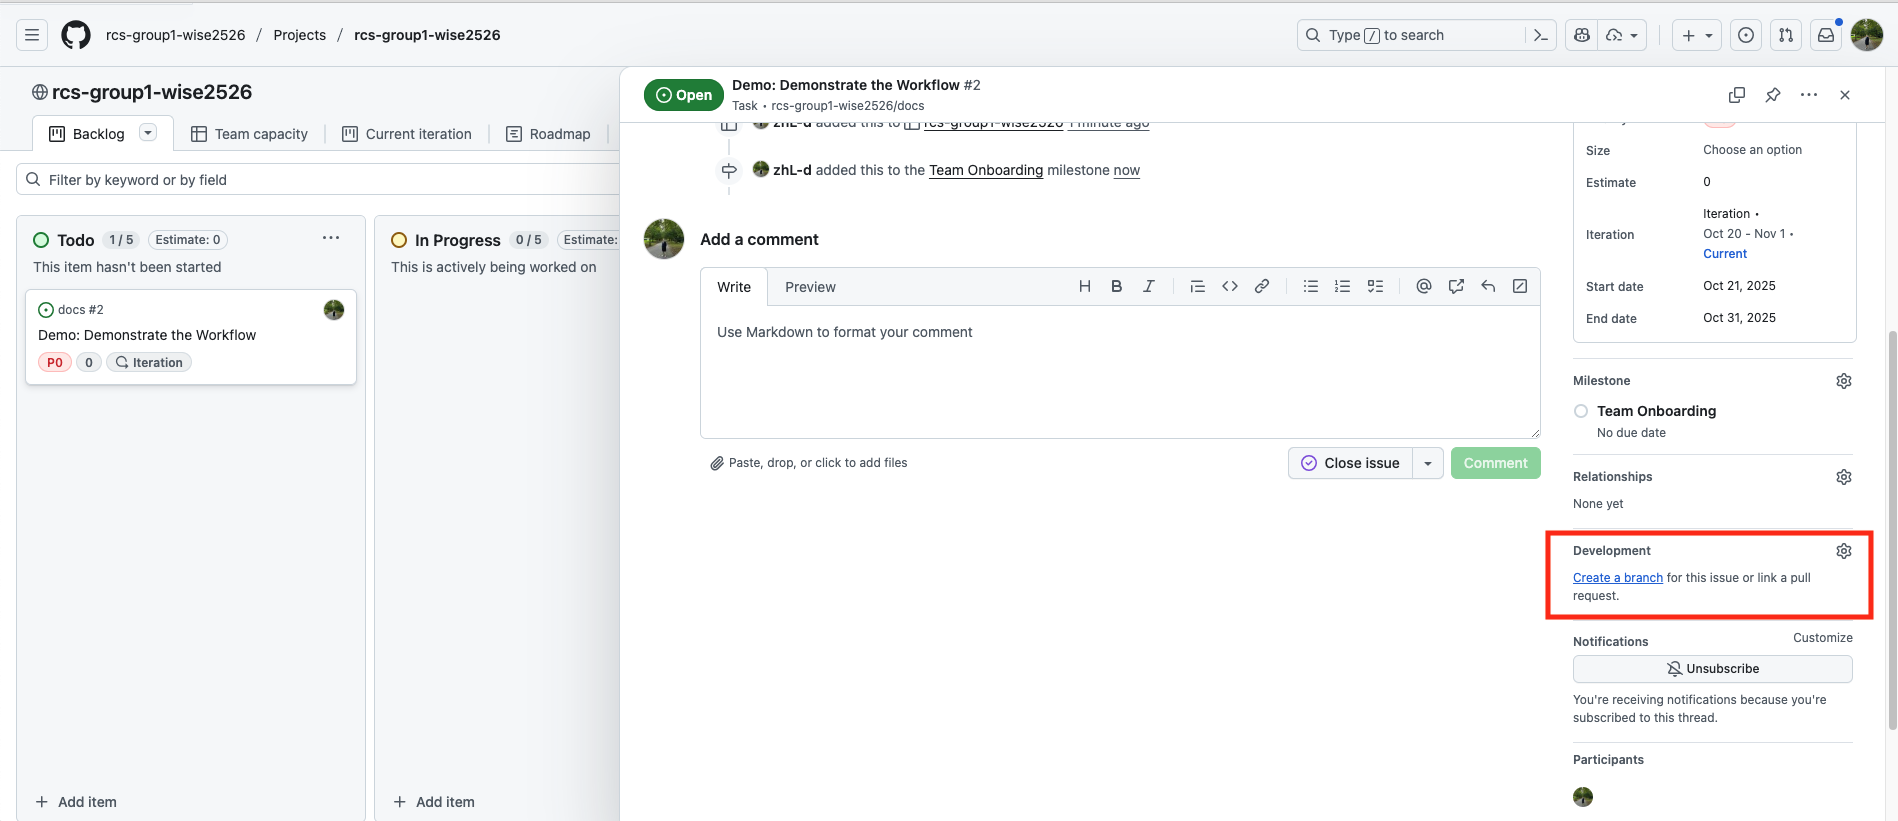 rcs-group1-wise2526 / Projects / rcs-group1-wise2526
Type / to search
rcs-group1-wise2526
Backlog
Team capacity
Current iteration
Roadmap
Filter by keyword or by field
Todo 1 / 5 Estimate: 0
This item hasn't been started
docs #2
Demo: Demonstrate the Workflow
P0 0 Iteration
Add item
In Progress 0 / 5 Estimate:
This is actively being worked on
Add item
Open
Demo: Demonstrate the Workflow #2
Task • rcs-group1-wise2526/docs
zhL-d added this to rcs-group1-wise2526 1 minute ago
zhL-d added this to the Team Onboarding milestone now
Add a comment
Write Preview
Use Markdown to format your comment
Paste, drop, or click to add files
Close issue
Comment
Size Choose an option
Estimate 0
Iteration Iteration •
Oct 20 - Nov 1 •
Current
Start date Oct 21, 2025
End date Oct 31, 2025
Milestone
Team Onboarding
No due date
Relationships
None yet
Development
Create a branch for this issue or link a pull
request.
Notifications Customize
Unsubscribe
You're receiving notifications because you're
subscribed to this thread.
Participants